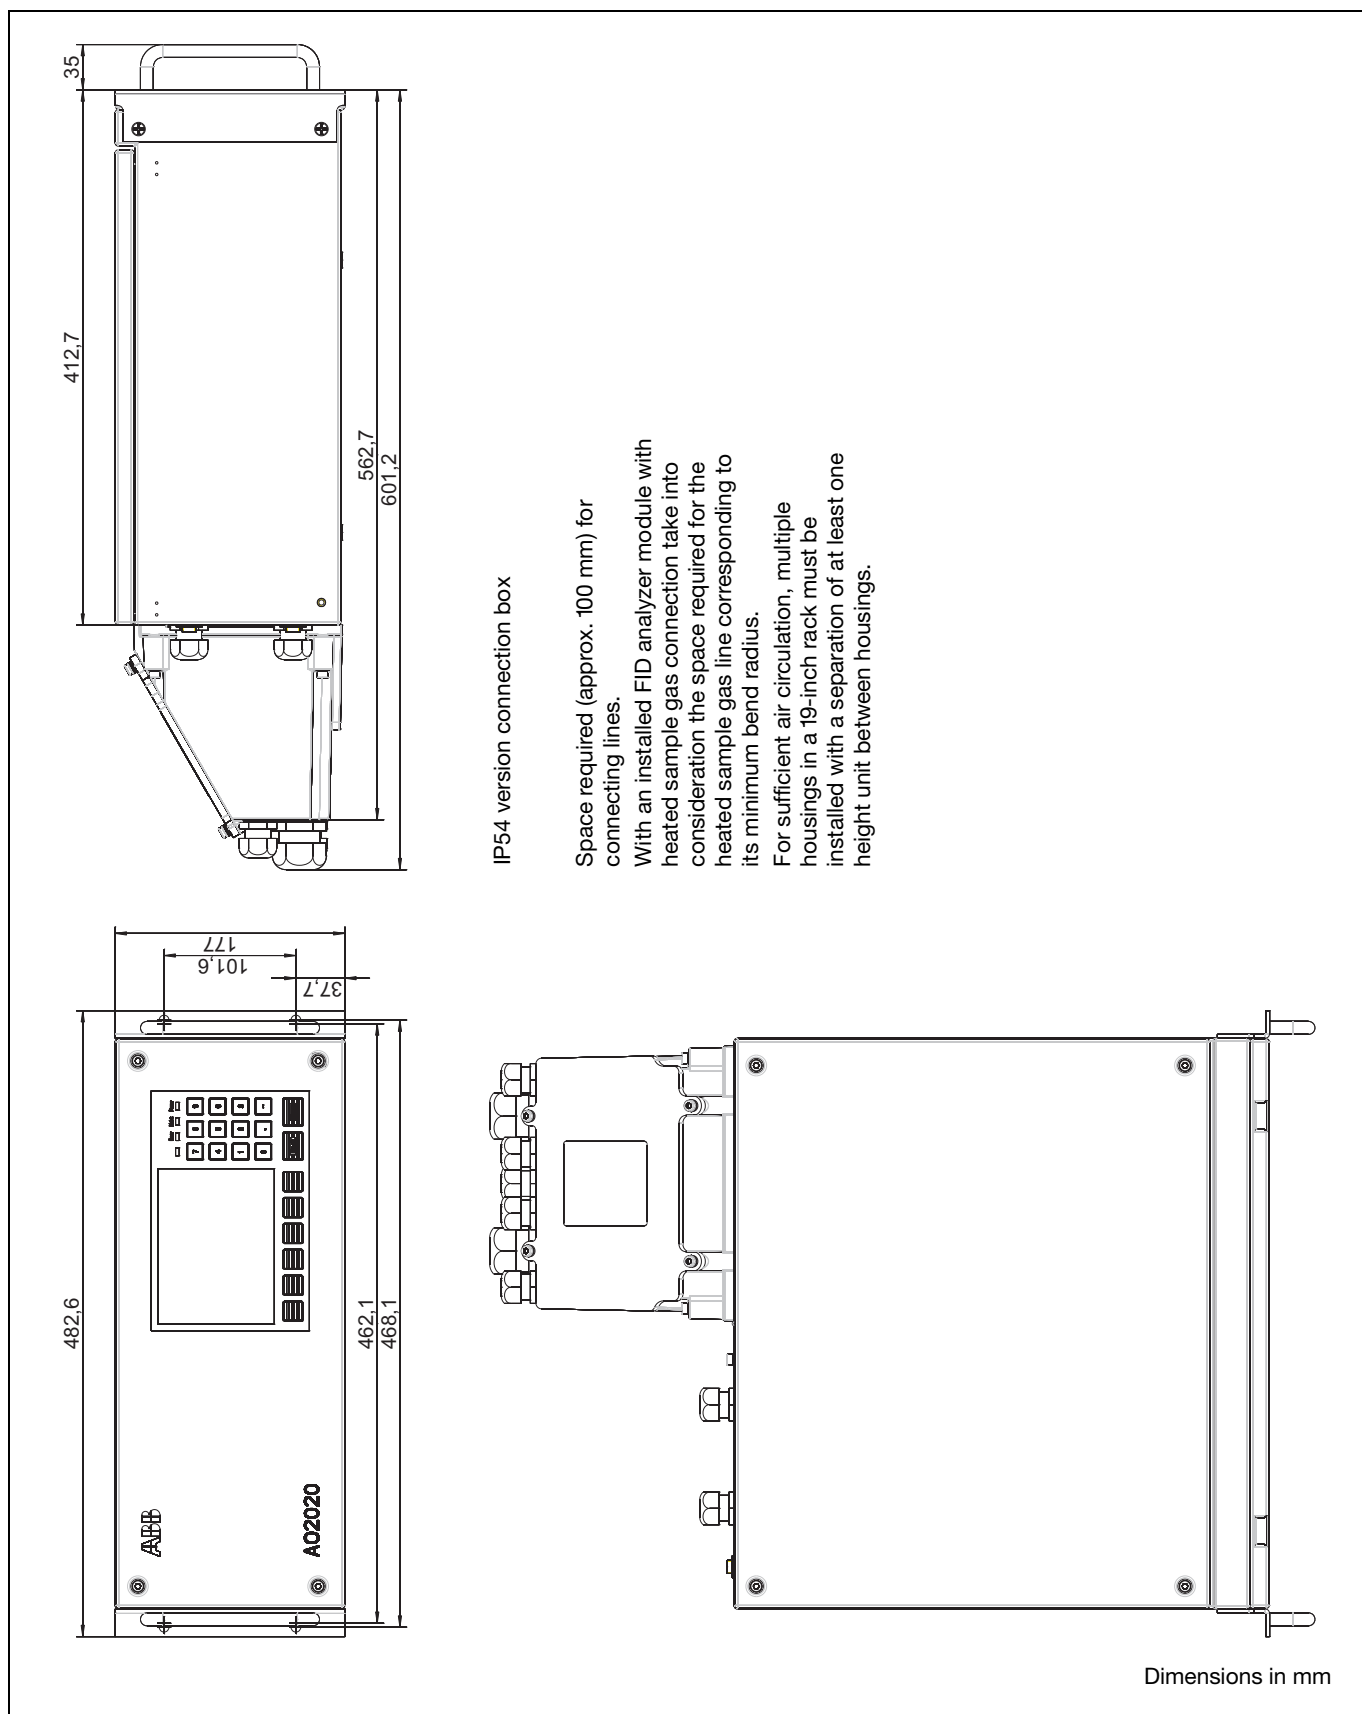 35
412,7
562,7
601,2
IP54 version connection box
Space required (approx. 100 mm) for
connecting lines.
With an installed FID analyzer module with
heated sample gas connection take into
consideration the space required for the
heated sample gas line corresponding to
its minimum bend radius.
For sufficient air circulation, multiple
housings in a 19-inch rack must be
installed with a separation of at least one
height unit between housings.
177
101,6
37,7
482,6
462,1
468,1
ABB
AO2020
Dimensions in mm